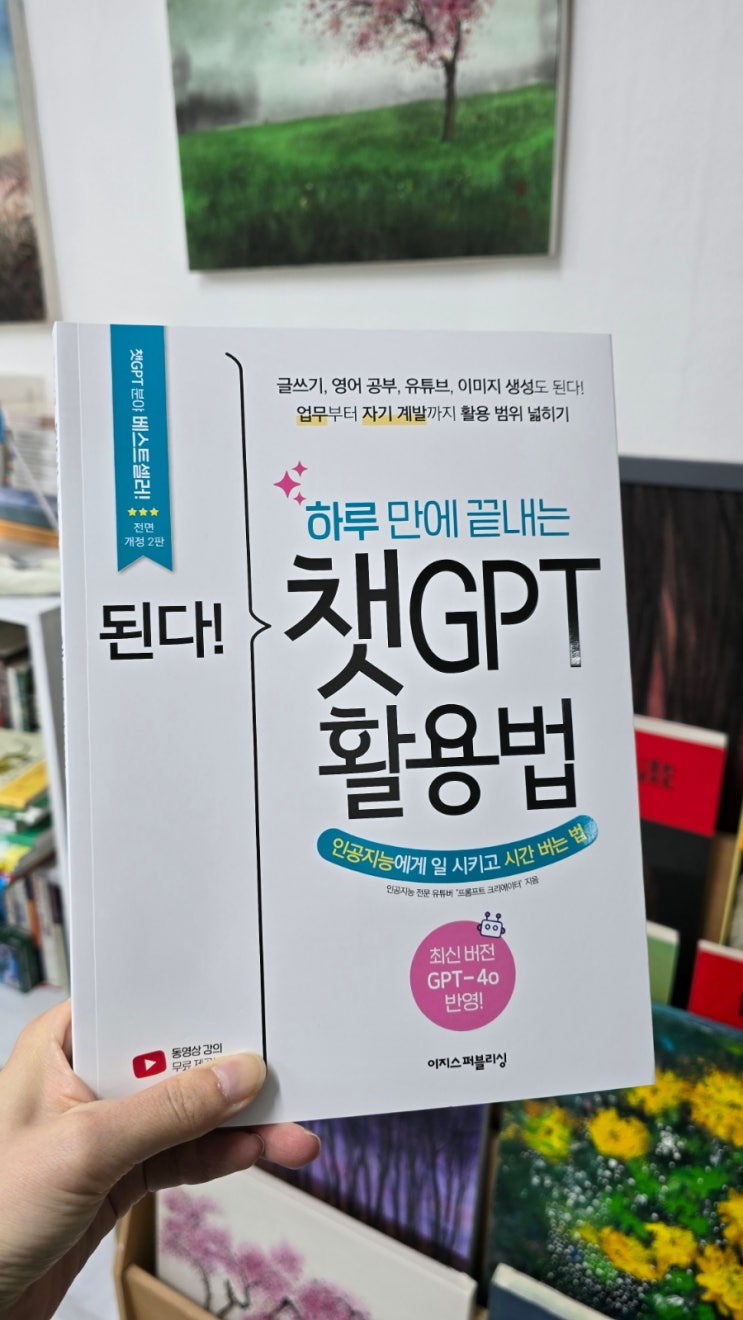 챗GPT 분야 베스트셀러!
전면
개정 2판
글쓰기, 영어 공부, 유튜브, 이미지 생성도 된다!
업무부터 자기 계발까지 활용 범위 넓히기
된다!
하루 만에 끝내는
챗GPT
활용법
인공지능에게 일 시키고 시간 버는 법
인공지능 전문 유튜버 '프롬프트 크리에이터' 지음
최신 버전
GPT-4o
반영!
동영상 강의
무료
이지스 퍼블리싱